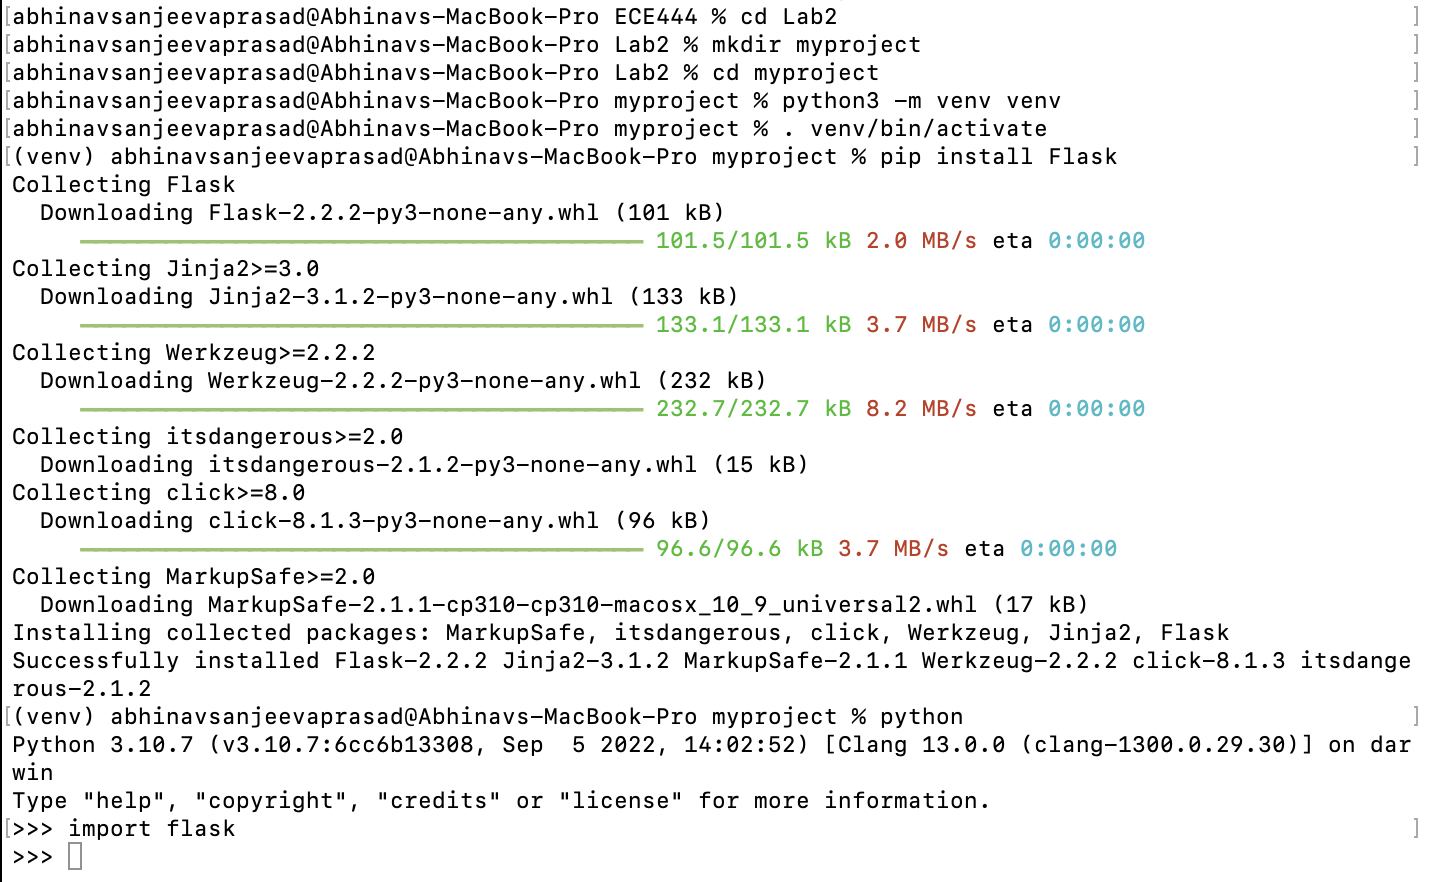 [abhinavsanjeevaprasad@Abhinavs-MacBook-Pro ECE444 % cd Lab2 ]
[abhinavsanjeevaprasad@Abhinavs-MacBook-Pro Lab2 % mkdir myproject ]
[abhinavsanjeevaprasad@Abhinavs-MacBook-Pro Lab2 % cd myproject ]
[abhinavsanjeevaprasad@Abhinavs-MacBook-Pro myproject % python3 -m venv venv ]
[abhinavsanjeevaprasad@Abhinavs-MacBook-Pro myproject % . venv/bin/activate ]
[(venv) abhinavsanjeevaprasad@Abhinavs-MacBook-Pro myproject % pip install Flask ]
Collecting Flask
  Downloading Flask-2.2.2-py3-none-any.whl (101 kB)
101.5/101.5 kB 2.0 MB/s eta 0:00:00
Collecting Jinja2>=3.0
  Downloading Jinja2-3.1.2-py3-none-any.whl (133 kB)
133.1/133.1 kB 3.7 MB/s eta 0:00:00
Collecting Werkzeug>=2.2.2
  Downloading Werkzeug-2.2.2-py3-none-any.whl (232 kB)
232.7/232.7 kB 8.2 MB/s eta 0:00:00
Collecting itsdangerous>=2.0
  Downloading itsdangerous-2.1.2-py3-none-any.whl (15 kB)
Collecting click>=8.0
  Downloading click-8.1.3-py3-none-any.whl (96 kB)
96.6/96.6 kB 3.7 MB/s eta 0:00:00
Collecting MarkupSafe>=2.0
  Downloading MarkupSafe-2.1.1-cp310-cp310-macosx_10_9_universal2.whl (17 kB)
Installing collected packages: MarkupSafe, itsdangerous, click, Werkzeug, Jinja2, Flask
Successfully installed Flask-2.2.2 Jinja2-3.1.2 MarkupSafe-2.1.1 Werkzeug-2.2.2 click-8.1.3 itsdange
rous-2.1.2
[(venv) abhinavsanjeevaprasad@Abhinavs-MacBook-Pro myproject % python ]
Python 3.10.7 (v3.10.7:6cc6b13308, Sep  5 2022, 14:02:52) [Clang 13.0.0 (clang-1300.0.29.30)] on dar
win
Type "help", "copyright", "credits" or "license" for more information.
[>>> import flask ]
>>>